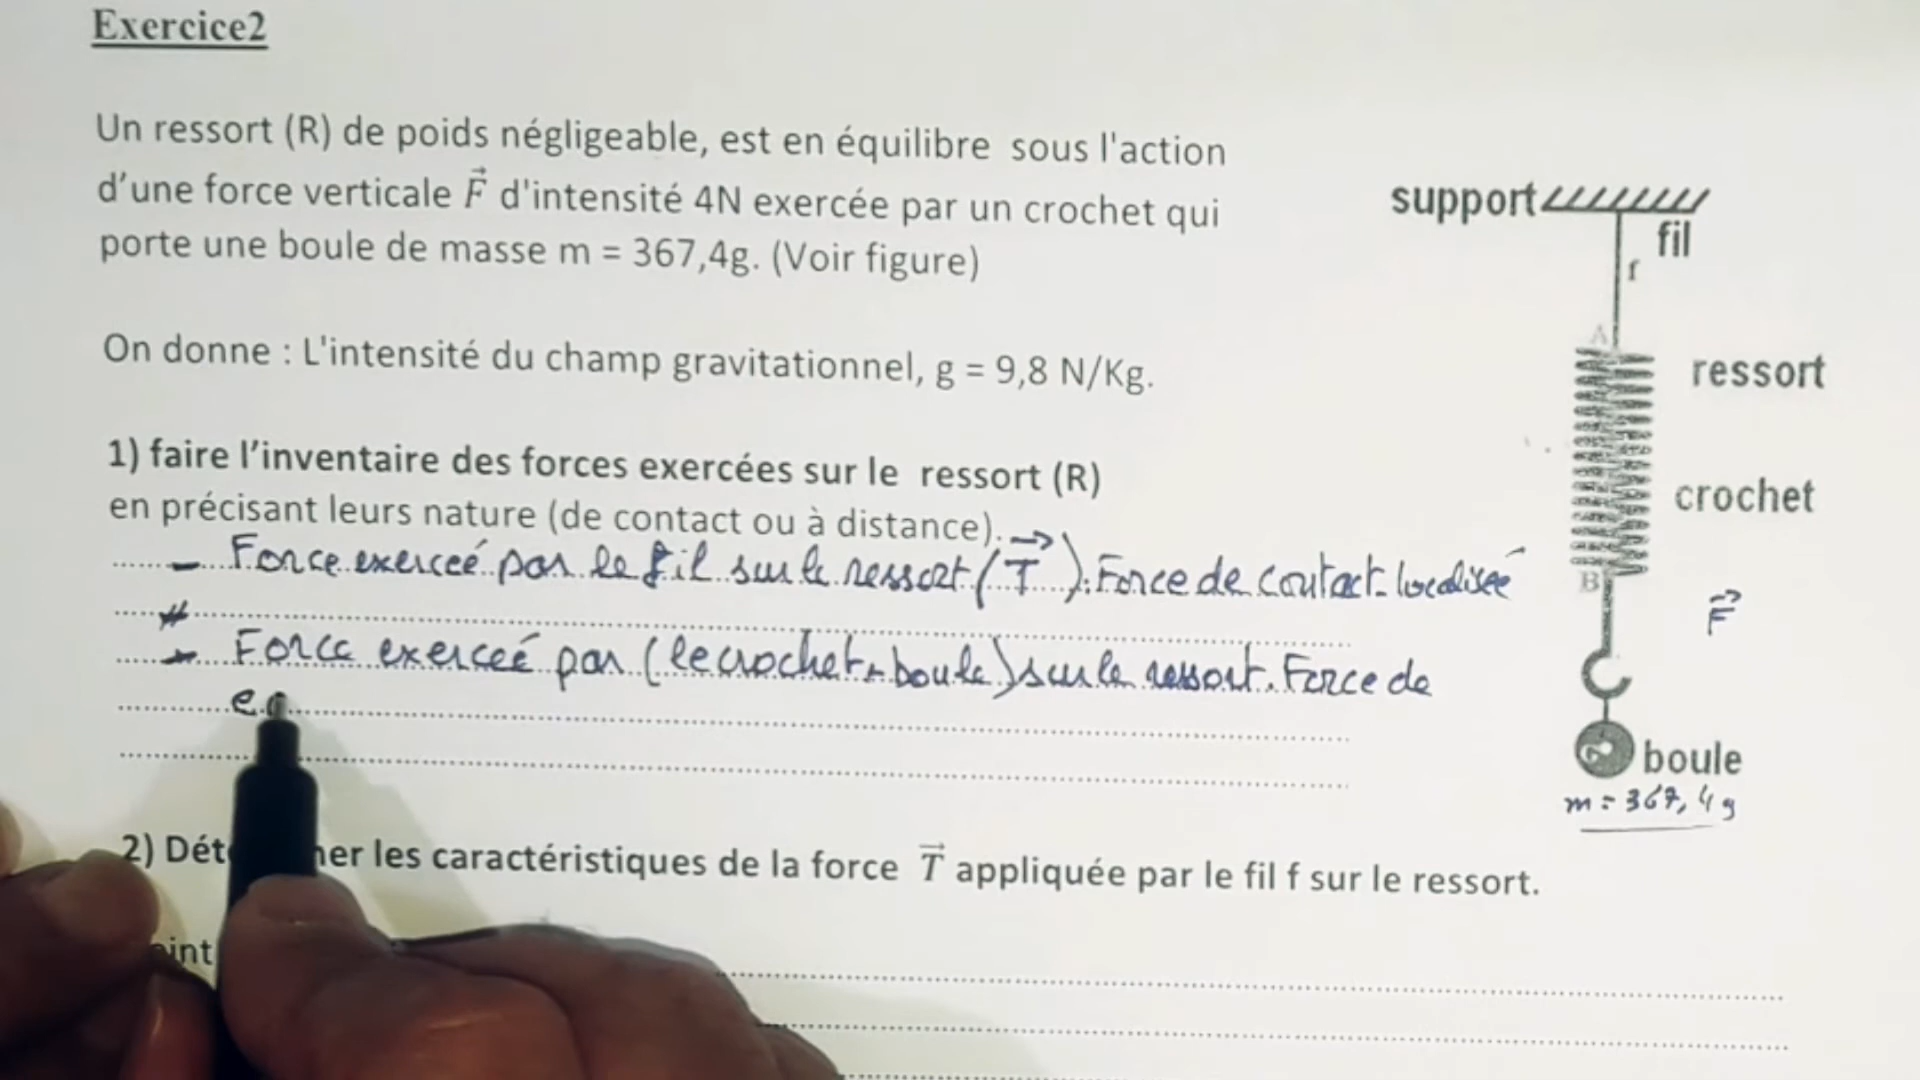 Exercice2
Un ressort (R) de poids négligeable, est en équilibre sous l'action
d'une force verticale F⃗ d'intensité 4N exercée par un crochet qui
porte une boule de masse m = 367,4g. (Voir figure)
On donne : L'intensité du champ gravitationnel, g = 9,8 N/Kg.
1) faire l'inventaire des forces exercées sur le ressort (R)
en précisant leurs nature (de contact ou à distance).
- Force exerceé par le fil sur le ressort (T⃗). Force de contact localisée
- Force exerceé par (le crochet + boule) sur le ressort. Force de
2) les caractéristiques de la force T⃗ appliquée par le fil f sur le ressort.
support
fil
f
A
ressort
crochet
B
F⃗
boule
m = 367,4g